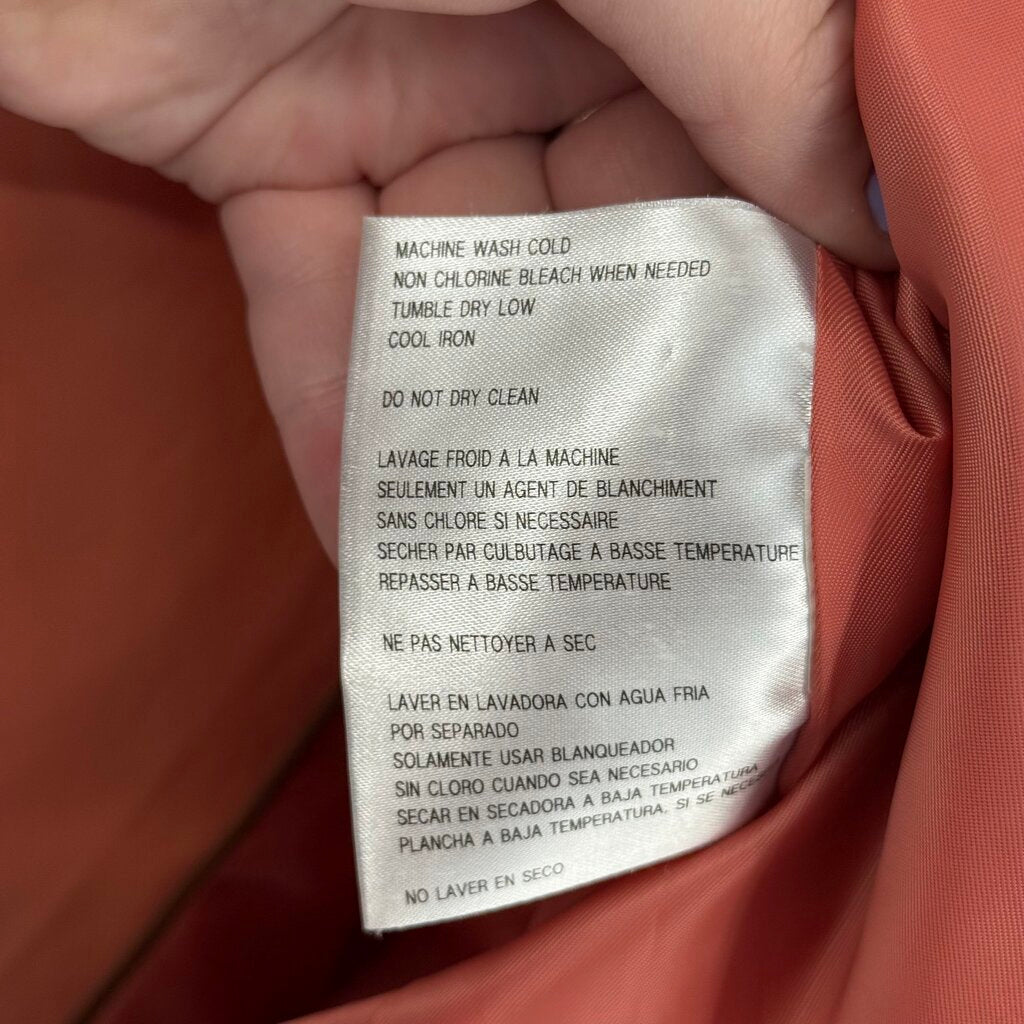 MACHINE WASH COLD
NON CHLORINE BLEACH WHEN NEEDED
TUMBLE DRY LOW
COOL IRON
DO NOT DRY CLEAN
LAVAGE FROID A LA MACHINE
SEULEMENT UN AGENT DE BLANCHIMENT
SANS CHLORE SI NECESSAIRE
SECHER PAR CULBUTAGE A BASSE TEMPERATURE
REPASSER A BASSE TEMPERATURE
NE PAS NETTOYER A SEC
LAVER EN LAVADORA CON AGUA FRIA
POR SEPARADO
SOLAMENTE USAR BLANQUEADOR
SIN CLORO CUANDO SEA NECESARIO
SECAR EN SECADORA A BAJA TEMPERATURA
PLANCHA A BAJA TEMPERATURA, SI SE
NO LAVER EN SECO